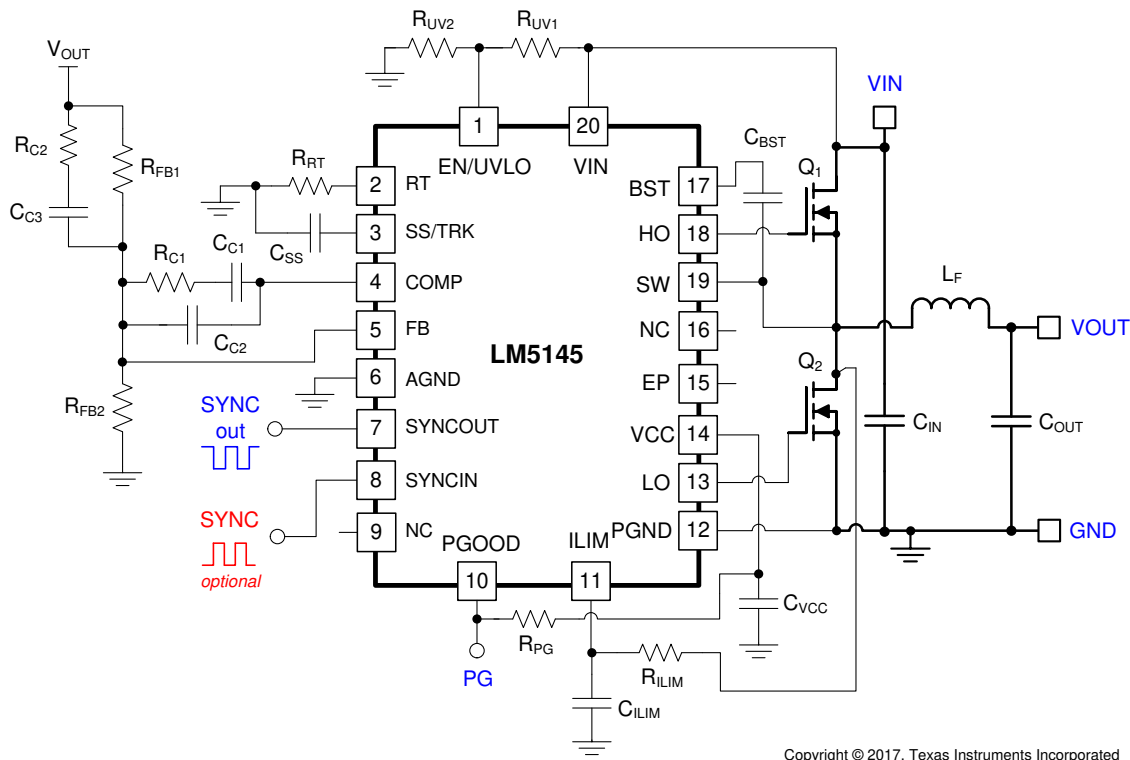 RUV2
RUV1
VOUT
VIN
1
20
CBST
RC2
RFB1
RRT
EN/UVLO
VIN
Q1
2
RT
BST
17
CC3
3
SS/TRK
HO
18
RC1
CC1
CSS
4
COMP
SW
19
LF
5
FB
NC
16
VOUT
CC2
LM5145
Q2
6
AGND
EP
15
RFB2
SYNC
out
7
SYNCOUT
VCC
14
CIN
COUT
8
SYNCIN
LO
13
SYNC
optional
9
NC
PGOOD
ILIM
PGND
12
GND
10
11
CVCC
RPG
PG
RILIM
CILIM
Copyright © 2017, Texas Instruments Incorporated